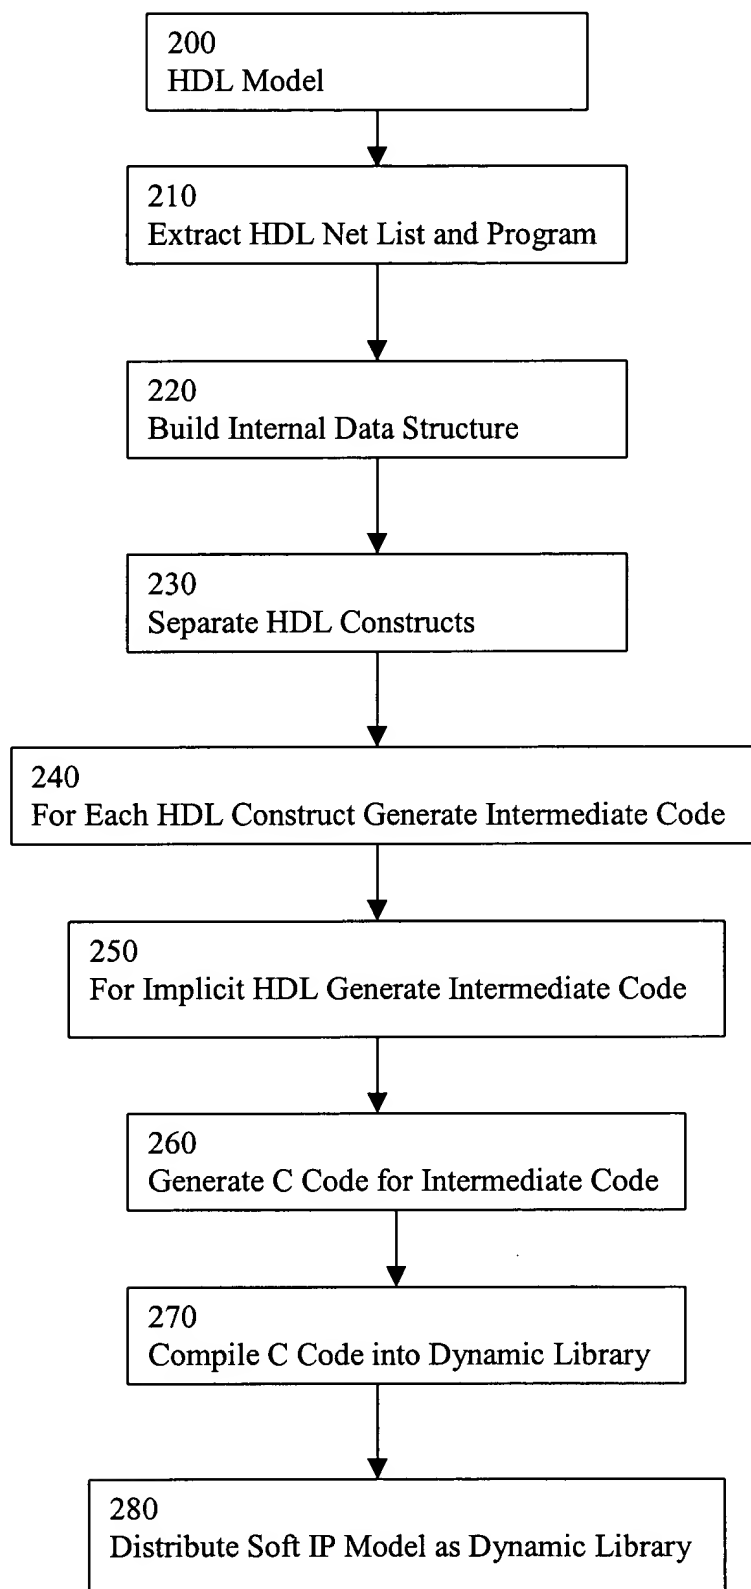 200
HDL Model
210
Extract HDL Net List and Program
220
Build Internal Data Structure
230
Separate HDL Constructs
240
For Each HDL Construct Generate Intermediate Code
250
For Implicit HDL Generate Intermediate Code
260
Generate C Code for Intermediate Code
270
Compile C Code into Dynamic Library
280
Distribute Soft IP Model as Dynamic Library